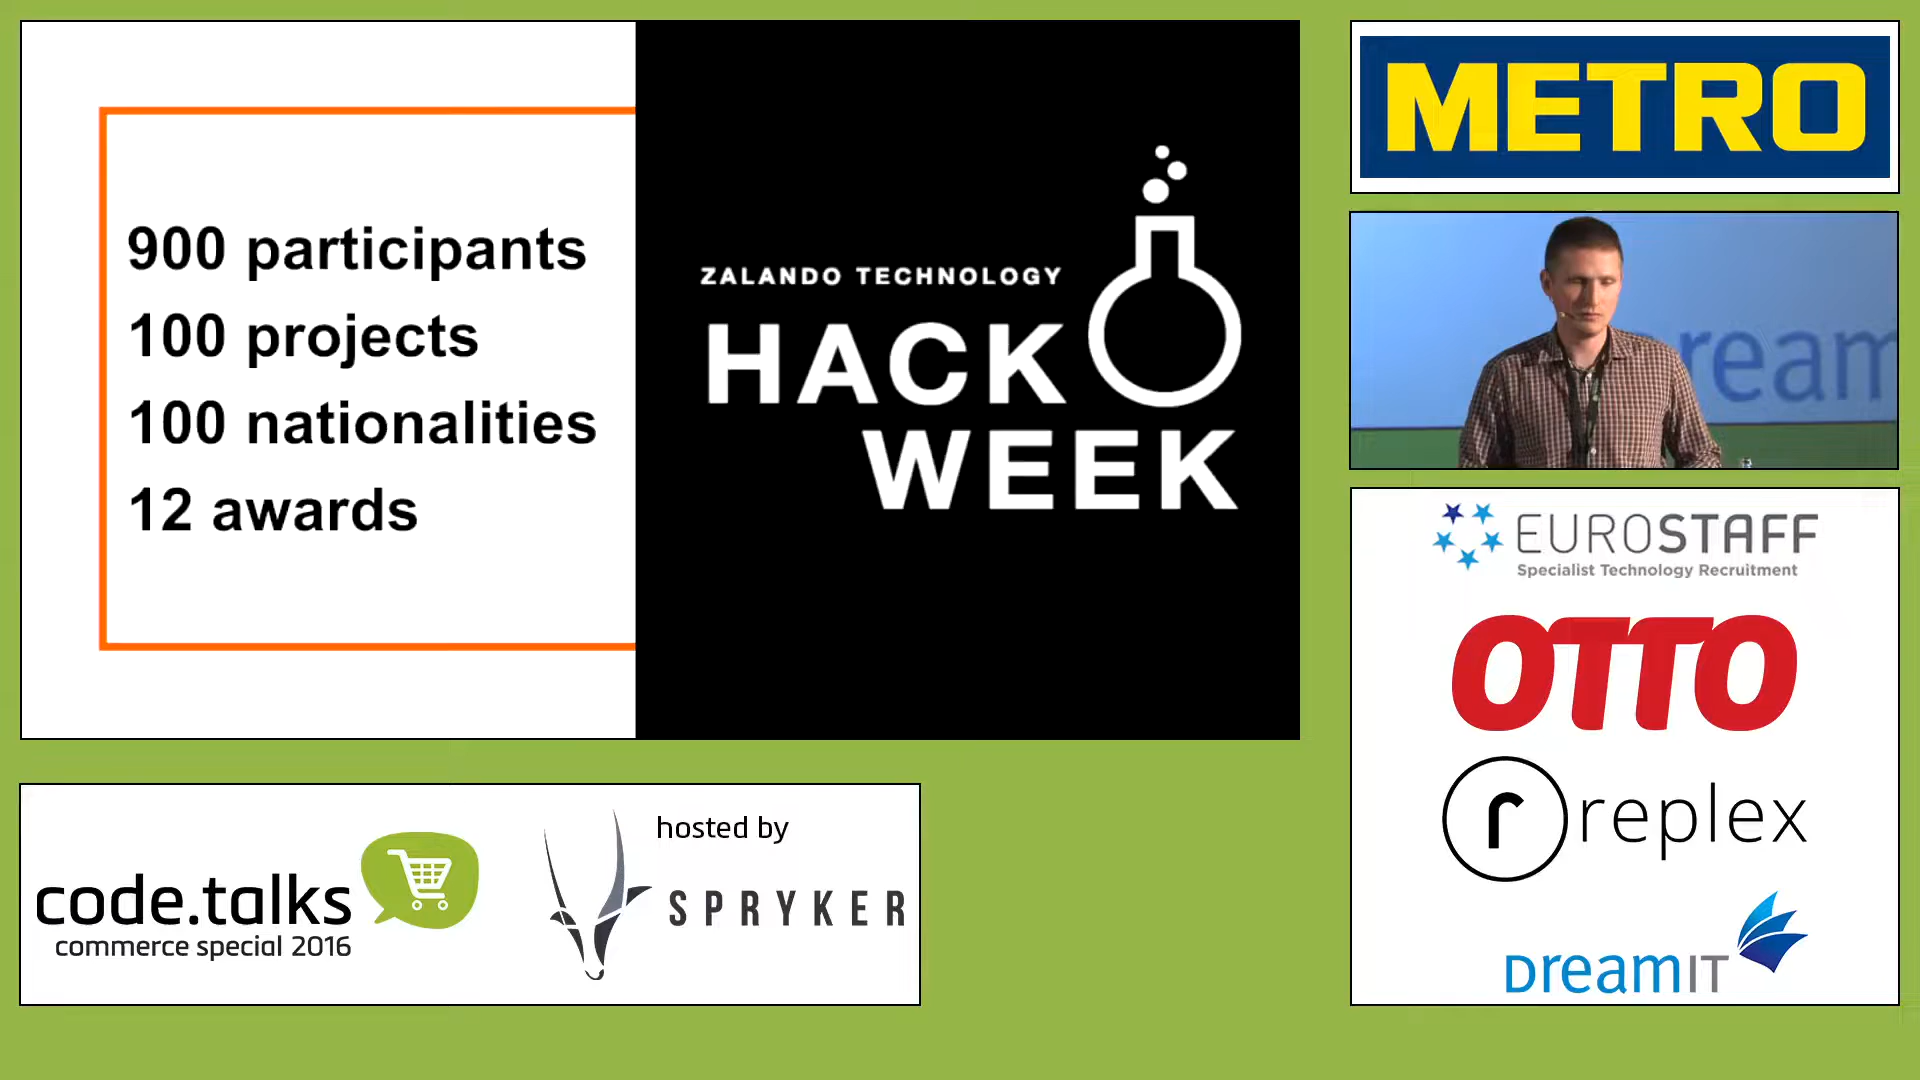 900 participants
100 projects
100 nationalities
12 awards
ZALANDO TECHNOLOGY
HACK
WEEK
METRO
ream
EUROSTAFF
Specialist Technology Recruitment
OTTO
r replex
DreamIT
code.talks
commerce special 2016
hosted by
SPRYKER